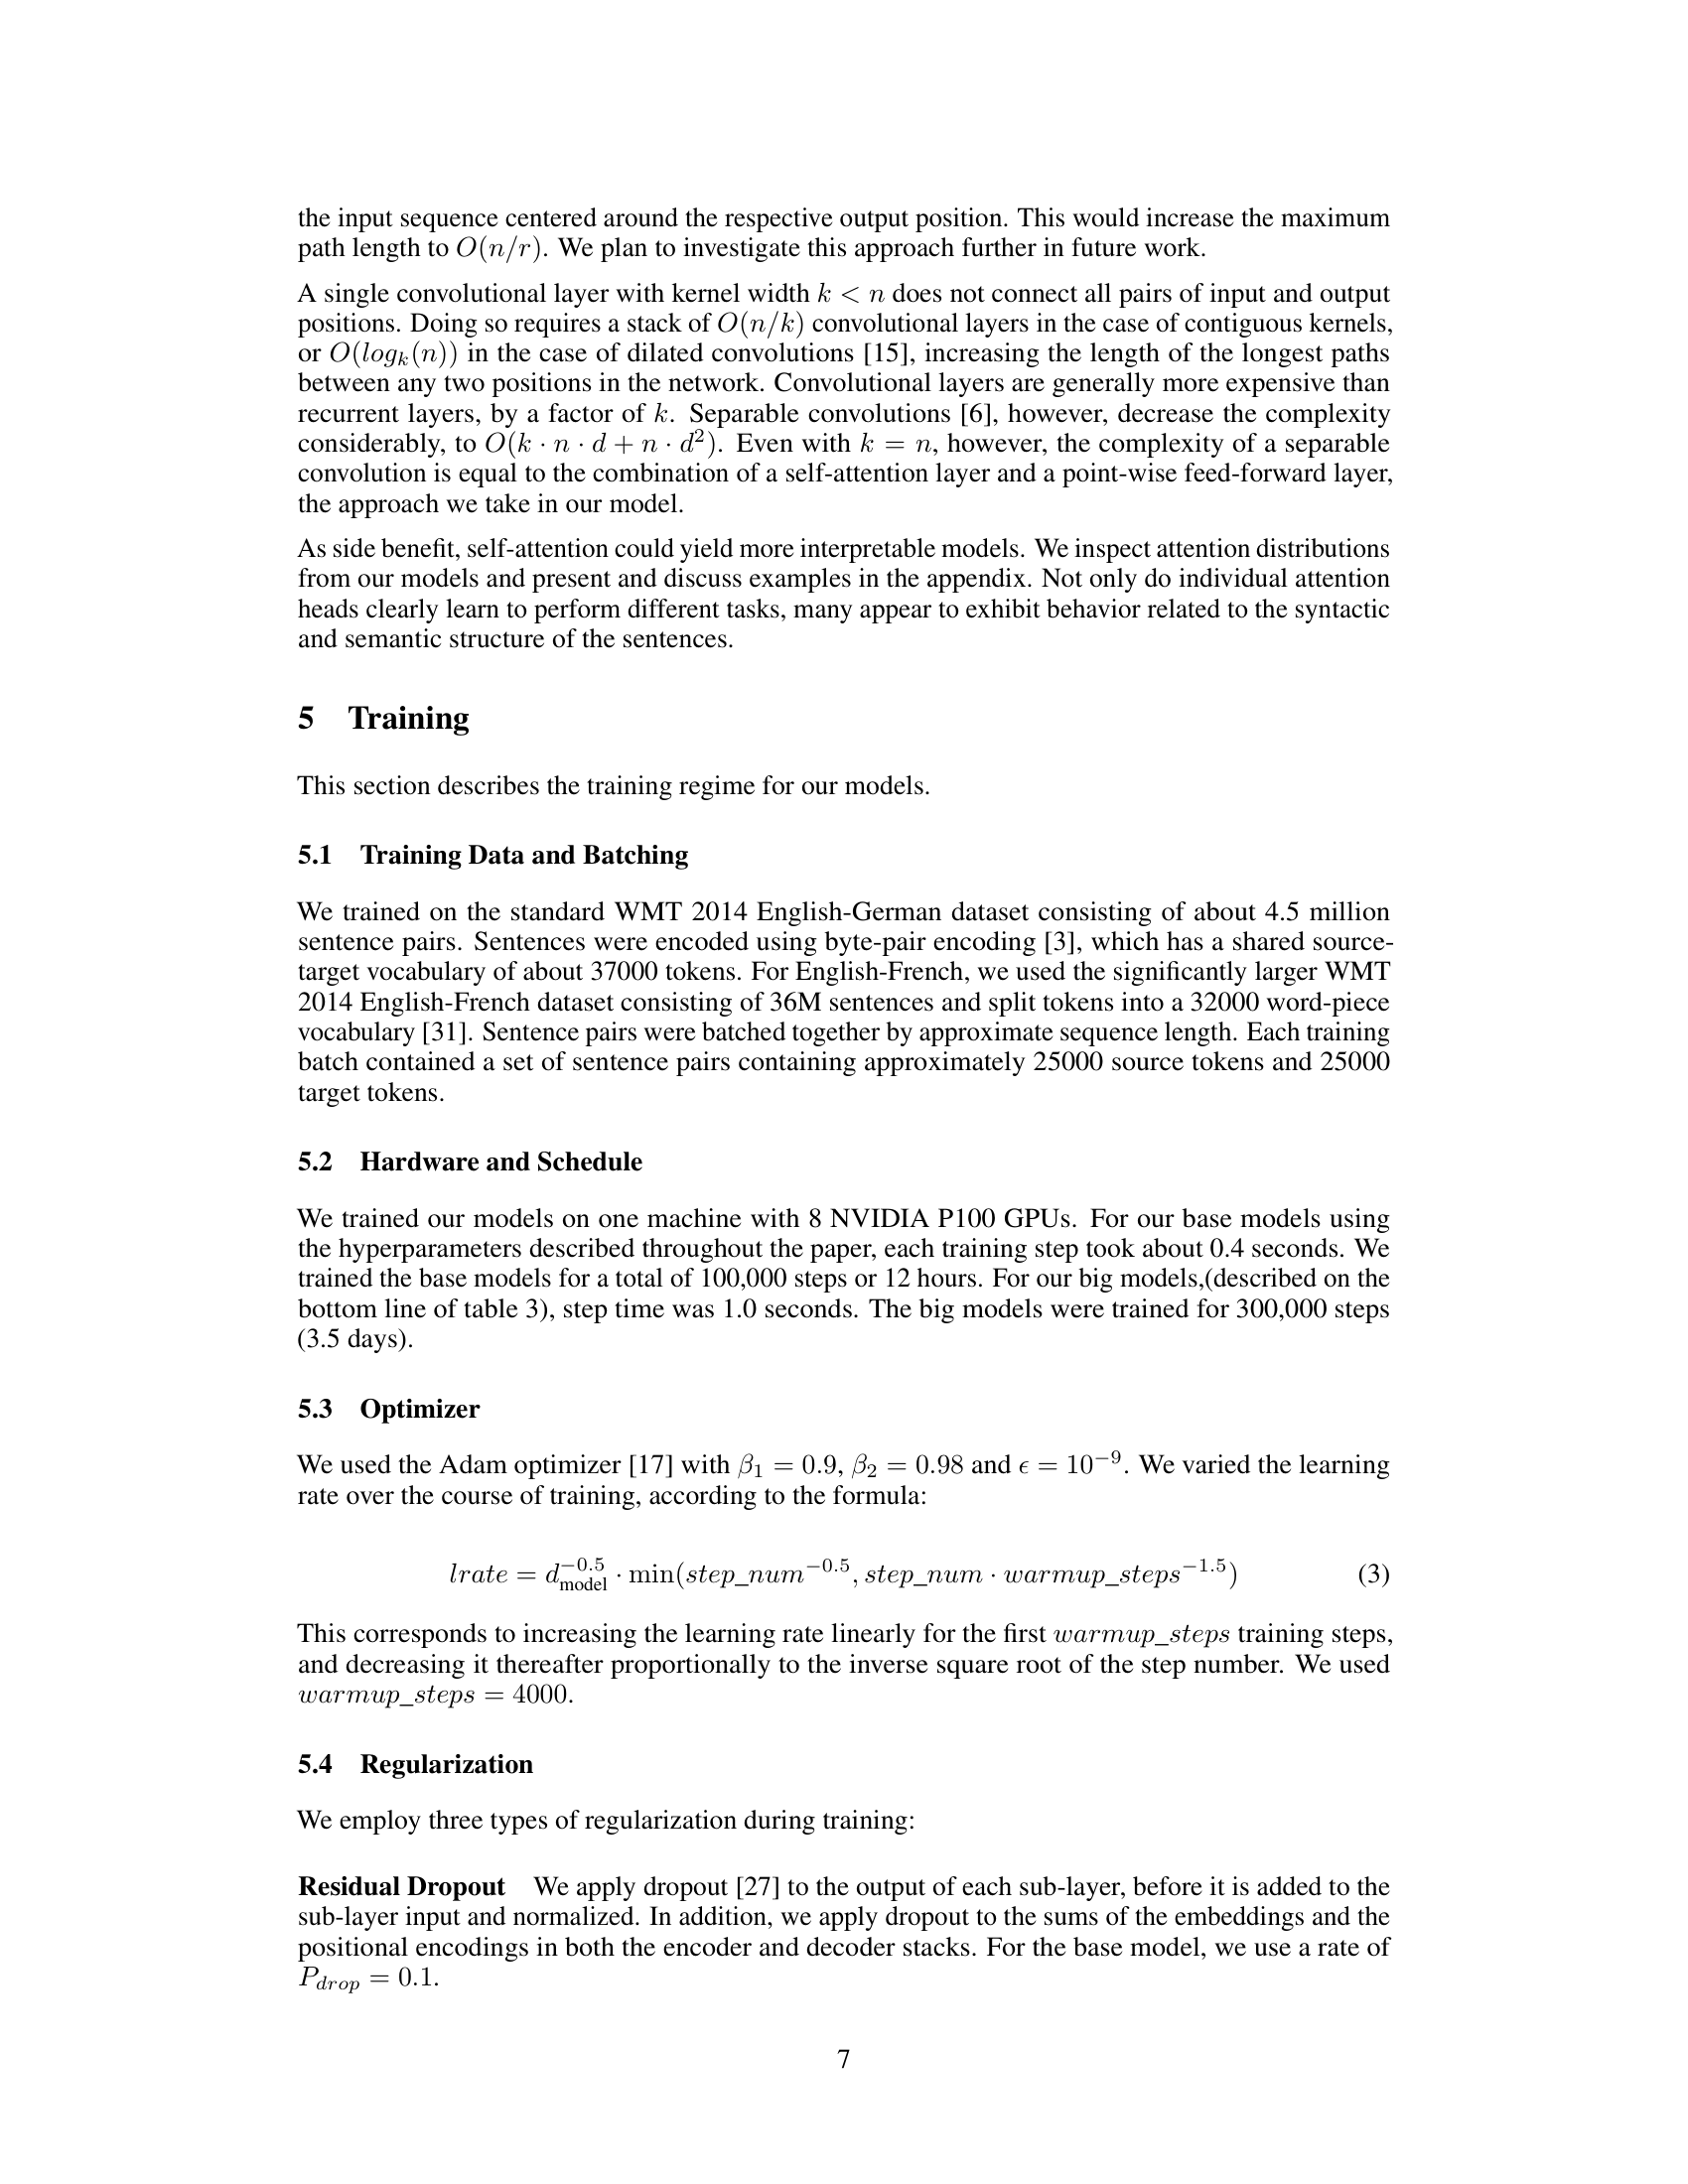 the input sequence centered around the respective output position. This would increase the maximum
path length to O(n/r). We plan to investigate this approach further in future work.
A single convolutional layer with kernel width k < n does not connect all pairs of input and output
positions. Doing so requires a stack of O(n/k) convolutional layers in the case of contiguous kernels,
or O(logₖ(n)) in the case of dilated convolutions [15], increasing the length of the longest paths
between any two positions in the network. Convolutional layers are generally more expensive than
recurrent layers, by a factor of k. Separable convolutions [6], however, decrease the complexity
considerably, to O(k · n · d + n · d²). Even with k = n, however, the complexity of a separable
convolution is equal to the combination of a self-attention layer and a point-wise feed-forward layer,
the approach we take in our model.
As side benefit, self-attention could yield more interpretable models. We inspect attention distributions
from our models and present and discuss examples in the appendix. Not only do individual attention
heads clearly learn to perform different tasks, many appear to exhibit behavior related to the syntactic
and semantic structure of the sentences.
5 Training
This section describes the training regime for our models.
5.1 Training Data and Batching
We trained on the standard WMT 2014 English-German dataset consisting of about 4.5 million
sentence pairs. Sentences were encoded using byte-pair encoding [3], which has a shared source-
target vocabulary of about 37000 tokens. For English-French, we used the significantly larger WMT
2014 English-French dataset consisting of 36M sentences and split tokens into a 32000 word-piece
vocabulary [31]. Sentence pairs were batched together by approximate sequence length. Each training
batch contained a set of sentence pairs containing approximately 25000 source tokens and 25000
target tokens.
5.2 Hardware and Schedule
We trained our models on one machine with 8 NVIDIA P100 GPUs. For our base models using
the hyperparameters described throughout the paper, each training step took about 0.4 seconds. We
trained the base models for a total of 100,000 steps or 12 hours. For our big models,(described on the
bottom line of table 3), step time was 1.0 seconds. The big models were trained for 300,000 steps
(3.5 days).
5.3 Optimizer
We used the Adam optimizer [17] with β₁ = 0.9, β₂ = 0.98 and ϵ = 10⁻⁹. We varied the learning
rate over the course of training, according to the formula:
lrate = d_model^−0.5 · min(step_num^−0.5, step_num · warmup_steps^−1.5) (3)
This corresponds to increasing the learning rate linearly for the first warmup_steps training steps,
and decreasing it thereafter proportionally to the inverse square root of the step number. We used
warmup_steps = 4000.
5.4 Regularization
We employ three types of regularization during training:
Residual Dropout We apply dropout [27] to the output of each sub-layer, before it is added to the
sub-layer input and normalized. In addition, we apply dropout to the sums of the embeddings and the
positional encodings in both the encoder and decoder stacks. For the base model, we use a rate of
P_drop = 0.1.
7